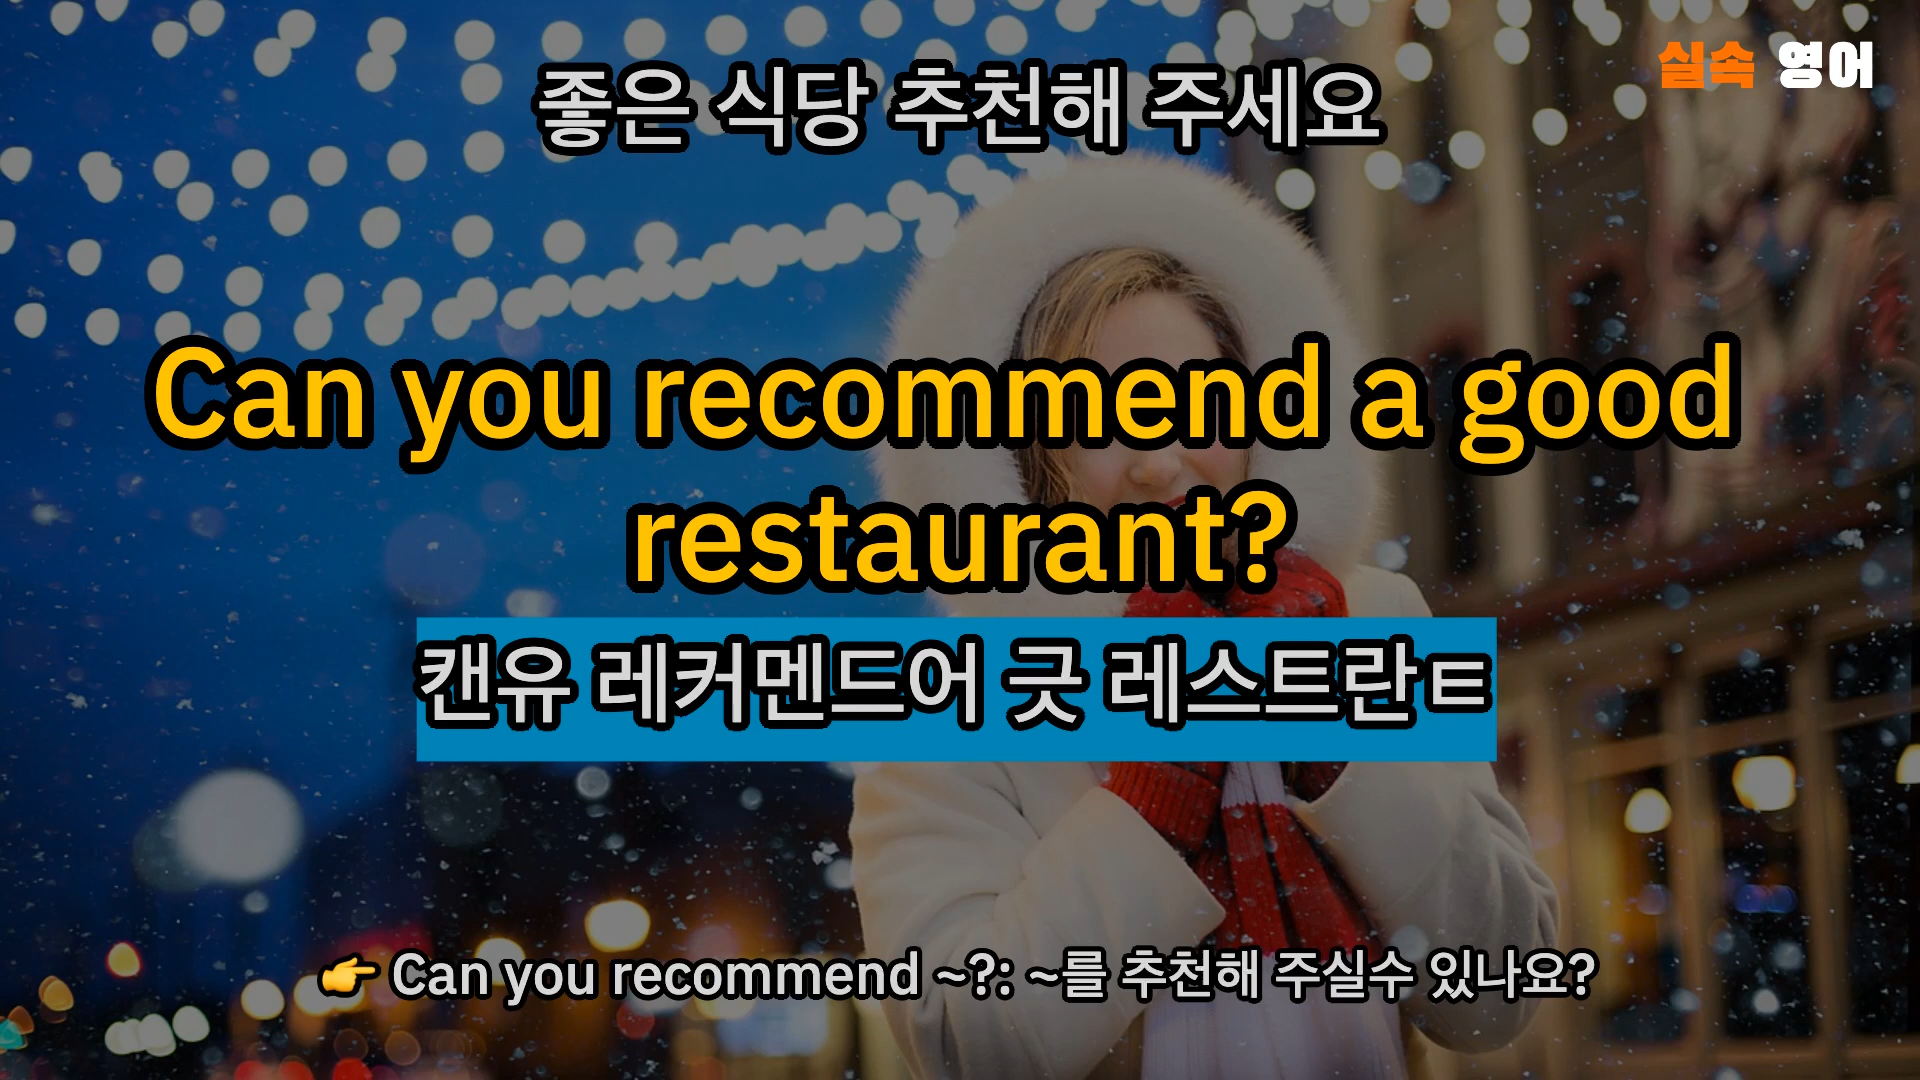 실속 영어
좋은 식당 추천해 주세요
Can you recommend a good
restaurant?
캔유 레커멘드어 긋 레스트란ㅌ
👉 Can you recommend ~?: ~를 추천해 주실수 있나요?